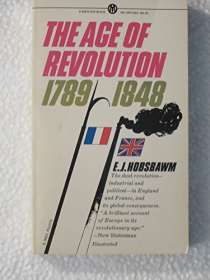 THE AGE OF
REVOLUTION
1789 1848
E.J. HOBSBAWM
The dual revolution—
industrial and
political—in England
and France, and
its global consequences.
"A brilliant account
of Europe in its
revolutionary age."
—New Statesman
Illustrated